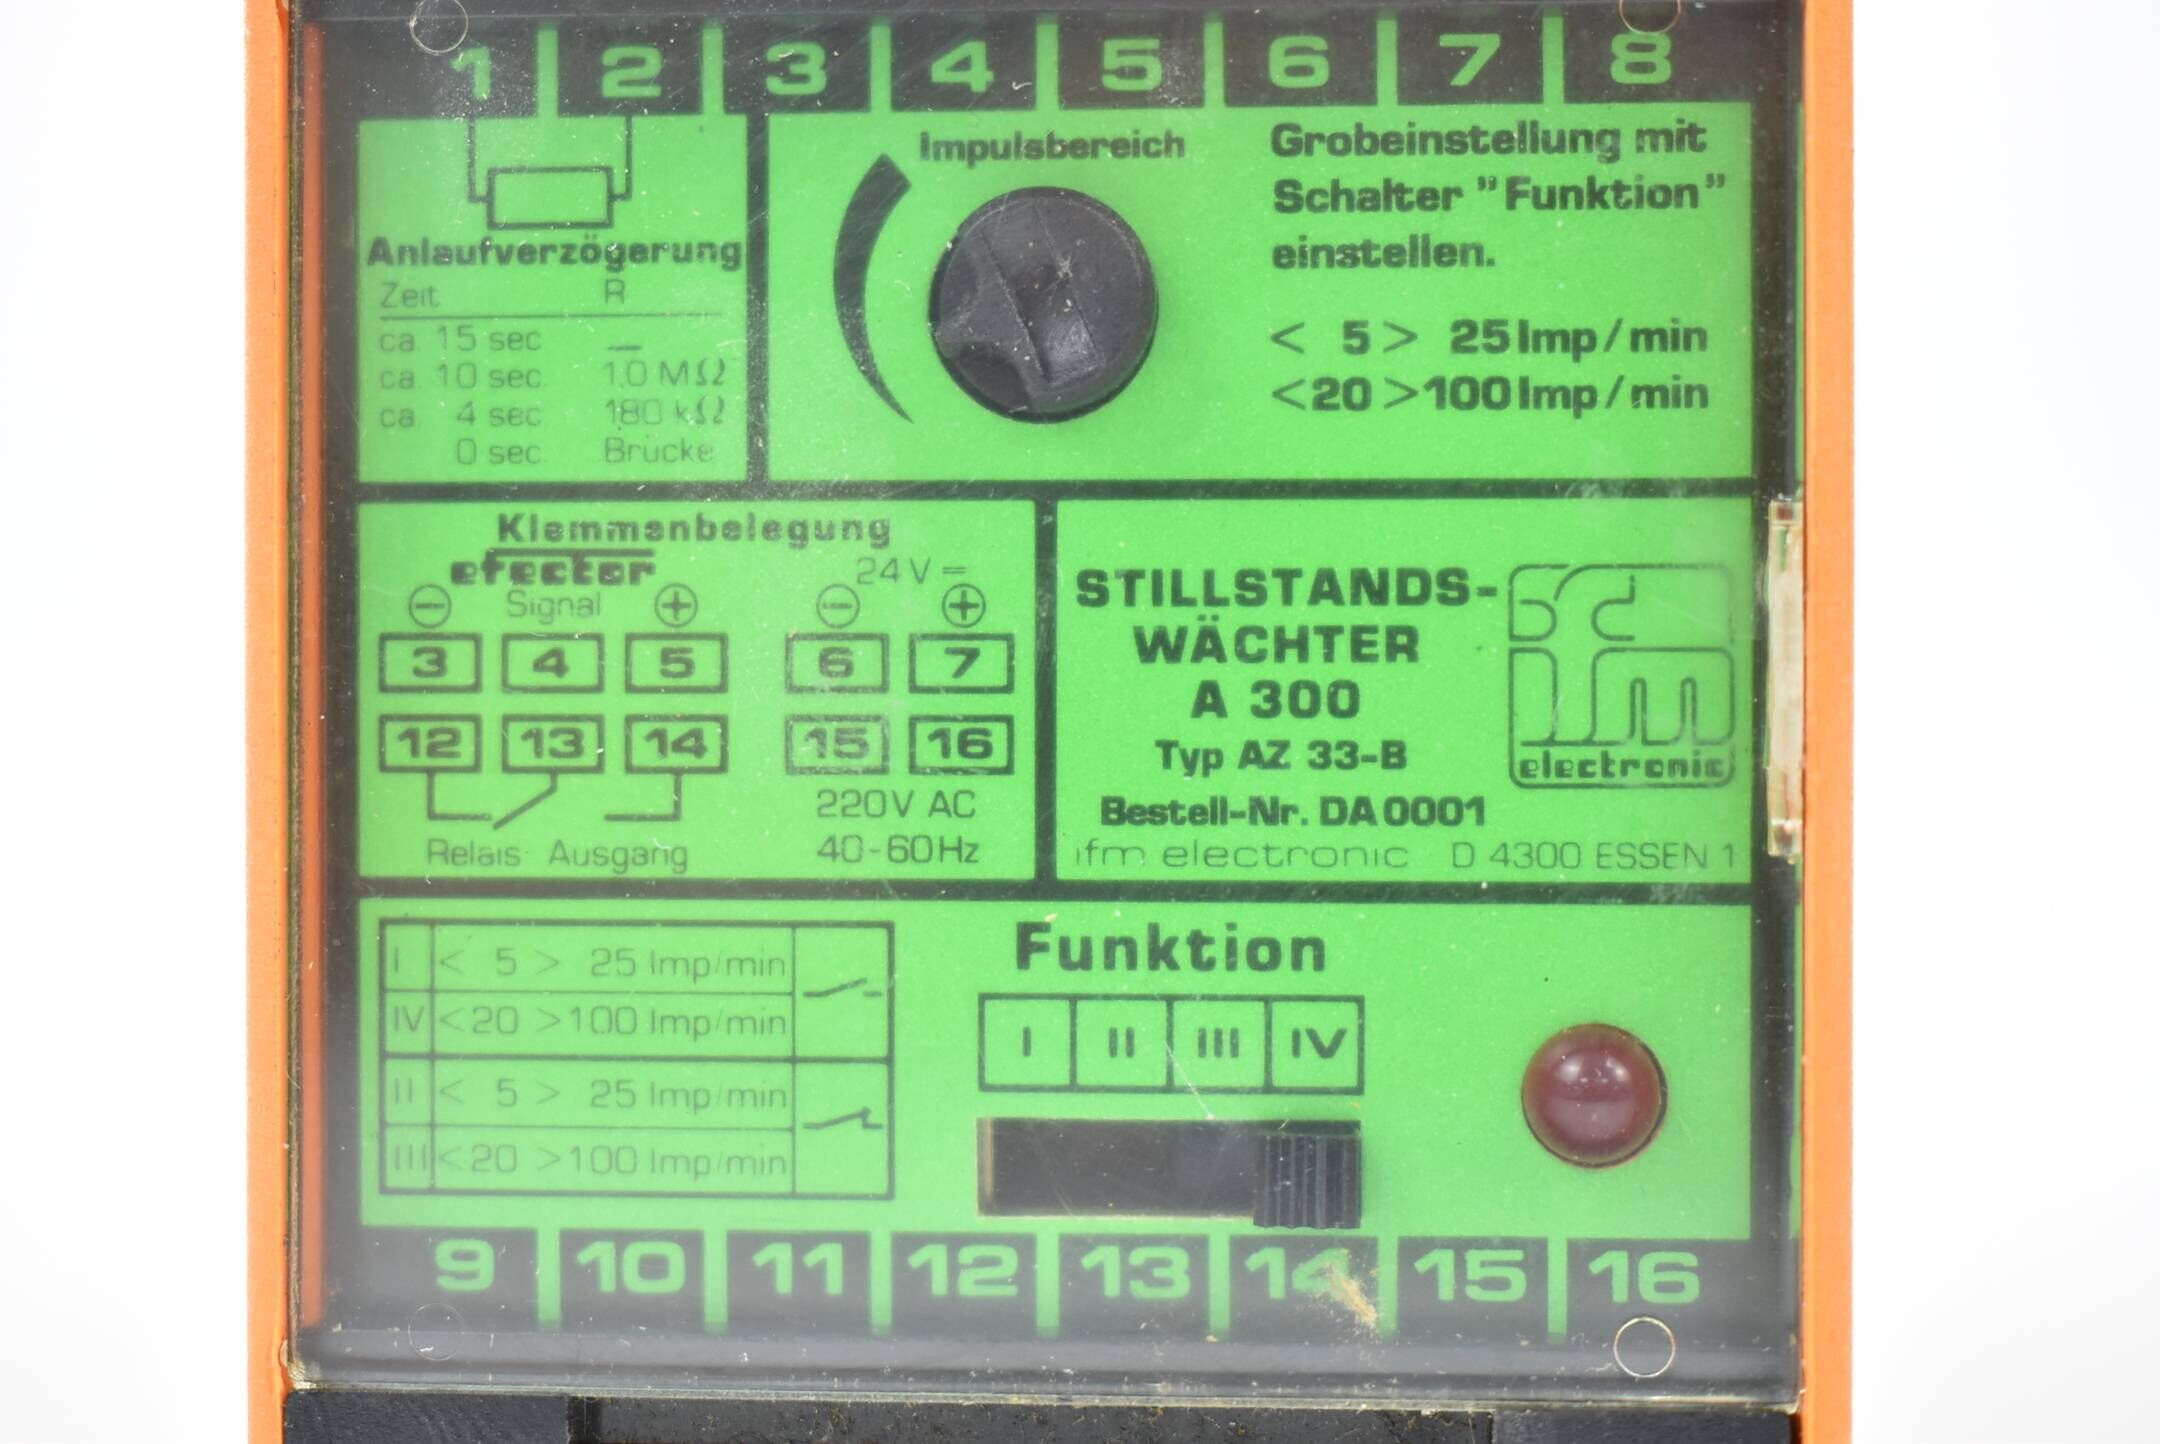 1 2 3 4 5 6 7 8
Anlaufverzögerung
Zeit R
ca. 15 sec —
ca. 10 sec. 1,0 MΩ
ca. 4 sec. 180 kΩ
0 sec. Brücke
Impulsbereich
Grobeinstellung mit
Schalter "Funktion"
einstellen.
< 5 > 25 Imp/min
<20 >100 Imp/min
Klemmenbelegung
efector 24 V =
− Signal + − +
3 4 5 6 7
12 13 14 15 16
220V AC
Relais Ausgang 40-60Hz
STILLSTANDS-
WÄCHTER
A 300
Typ AZ 33-B
Bestell-Nr. DA0001
ifm electronic D 4300 ESSEN 1
ifm
electronic
I < 5 > 25 Imp/min
IV <20 >100 Imp/min
II < 5 > 25 Imp/min
III <20 >100 Imp/min
Funktion
I II III IV
9 10 11 12 13 14 15 16